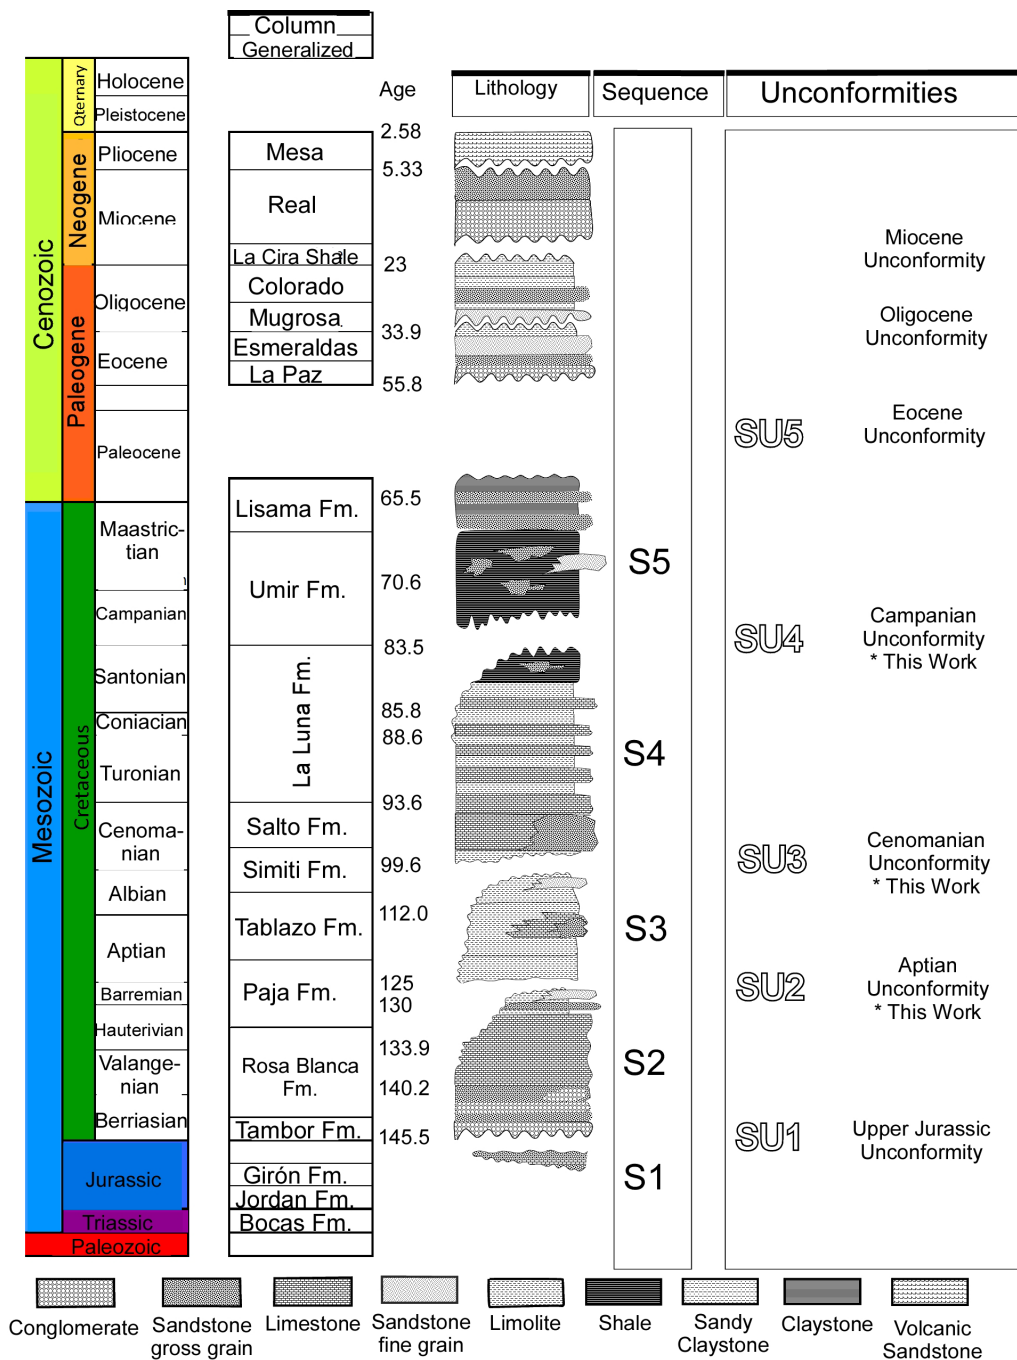 Column
Generalized
Age
Lithology
Sequence
Unconformities
Cenozoic
Mesozoic
Qternary
Neogene
Paleogene
Cretaceous
Jurassic
Triassic
Paleozoic
Holocene
Pleistocene
Pliocene
Miocene
Oligocene
Eocene
Paleocene
Maastric-
tian
Campanian
Santonian
Coniacian
Turonian
Cenoma-
nian
Albian
Aptian
Barremian
Hauterivian
Valange-
nian
Berriasian
Mesa
Real
La Cira Shale
Colorado
Mugrosa
Esmeraldas
La Paz
Lisama Fm.
Umir Fm.
La Luna Fm.
Salto Fm.
Simiti Fm.
Tablazo Fm.
Paja Fm.
Rosa Blanca
Fm.
Tambor Fm.
Girón Fm.
Jordan Fm.
Bocas Fm.
2.58
5.33
23
33.9
55.8
65.5
70.6
83.5
85.8
88.6
93.6
99.6
112.0
125
130
133.9
140.2
145.5
S5
S4
S3
S2
S1
Miocene
Unconformity
Oligocene
Unconformity
SU5
Eocene
Unconformity
SU4
Campanian
Unconformity
* This Work
SU3
Cenomanian
Unconformity
* This Work
SU2
Aptian
Unconformity
* This Work
SU1
Upper Jurassic
Unconformity
Conglomerate
Sandstone
gross grain
Limestone
Sandstone
fine grain
Limolite
Shale
Sandy
Claystone
Claystone
Volcanic
Sandstone